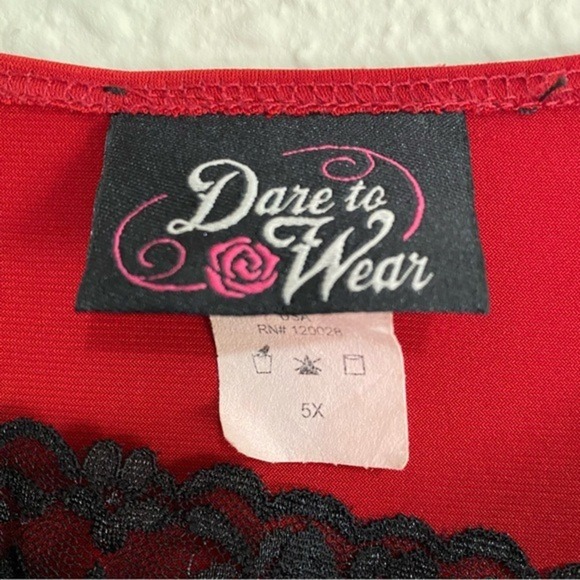 Dare to
Wear
USA
RN# 120028
5X